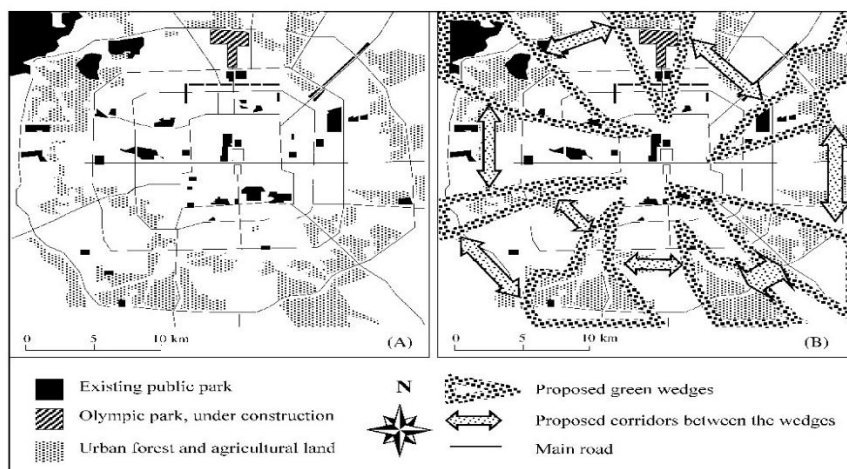 0 5 10 km (A)
0 5 10 km (B)
Existing public park
Olympic park, under construction
Urban forest and agricultural land
N
Proposed green wedges
Proposed corridors between the wedges
Main road